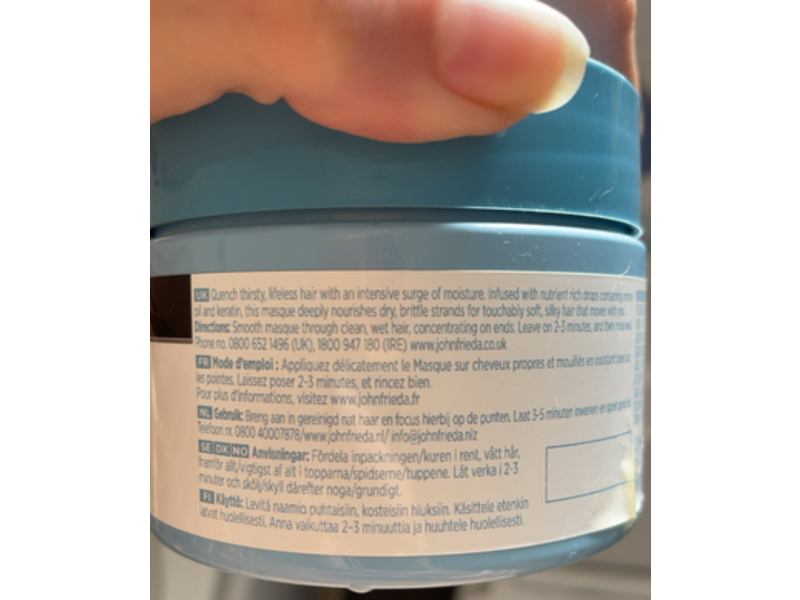 UK Quench thirsty, lifeless hair with an intensive surge of moisture. Infused with nutrient rich drops containing
oil and keratin, this masque deeply nourishes dry, brittle strands for touchably soft, silky hair that moves.
Directions: Smooth masque through clean, wet hair, concentrating on ends. Leave on 2-3 minutes, and then rinse well.
Phone no. 0800 652 1496 (UK), 1800 947 180 (IRE) www.johnfrieda.co.uk
FR Mode d'emploi : Appliquez délicatement le Masque sur cheveux propres et mouillés en insistant bien sur
les pointes. Laissez poser 2-3 minutes, et rincez bien.
Pour plus d'informations, visitez www.johnfrieda.fr
NL Gebruik: Breng aan in gereinigd nat haar en focus hierbij op de punten. Laat 3-5 minuten inwerken en spoel goed
Telefoon nr. 0800 40007878/www.johnfrieda.nl/ info@johnfrieda.nlz
SE DK NO Anvisningar: Fördela inpackningen/kuren i rent, vått hår,
framför allt/vigtigst af alt i topparna/spidserne/tuppene. Låt verka i 2-3
minuter och skölj/skyll därefter noga/grundigt.
FI Käyttö: Levitä naamio puhtaisiin, kosteisiin hiuksiin. Käsittele etenkin
latvat huolellisesti. Anna vaikuttaa 2-3 minuuttia ja huuhtele huolellisesti.